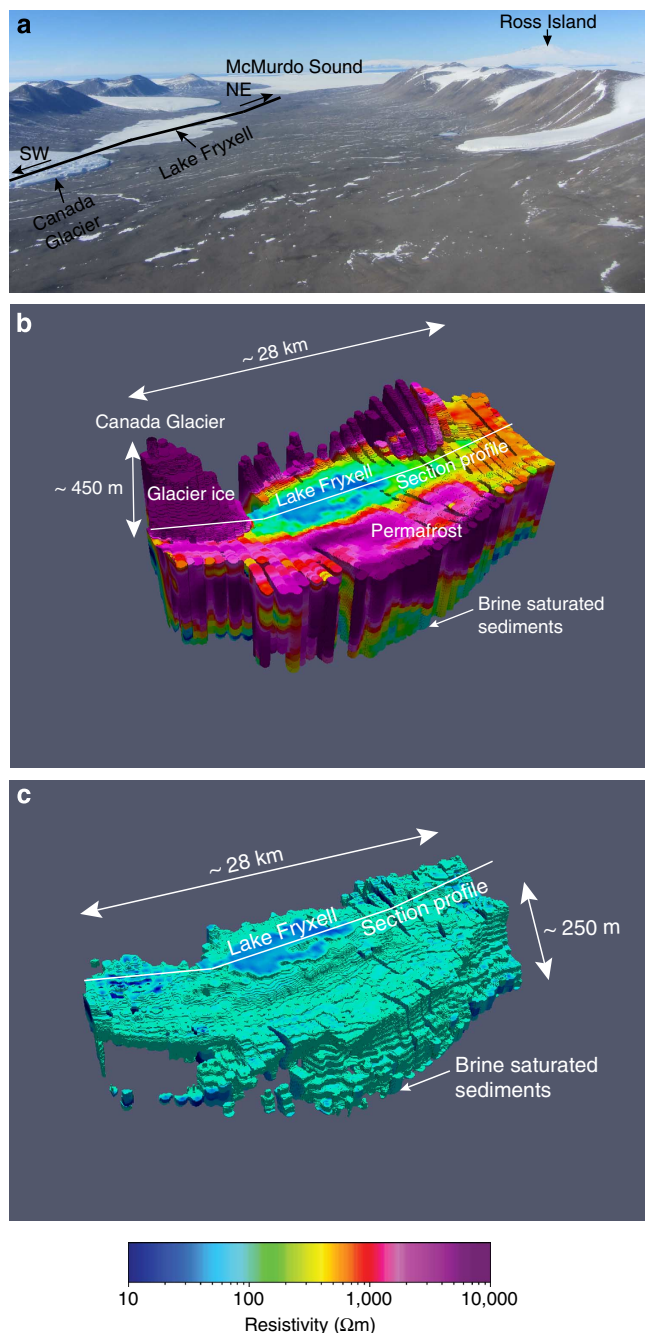 a
Ross Island
McMurdo Sound
NE
SW
Lake Fryxell
Canada
Glacier
b
~ 28 km
Canada Glacier
~ 450 m
Glacier ice
Lake Fryxell
Section profile
Permafrost
Brine saturated
sediments
c
~ 28 km
Lake Fryxell
Section profile
~ 250 m
Brine saturated
sediments
10 100 1,000 10,000
Resistivity (Ωm)